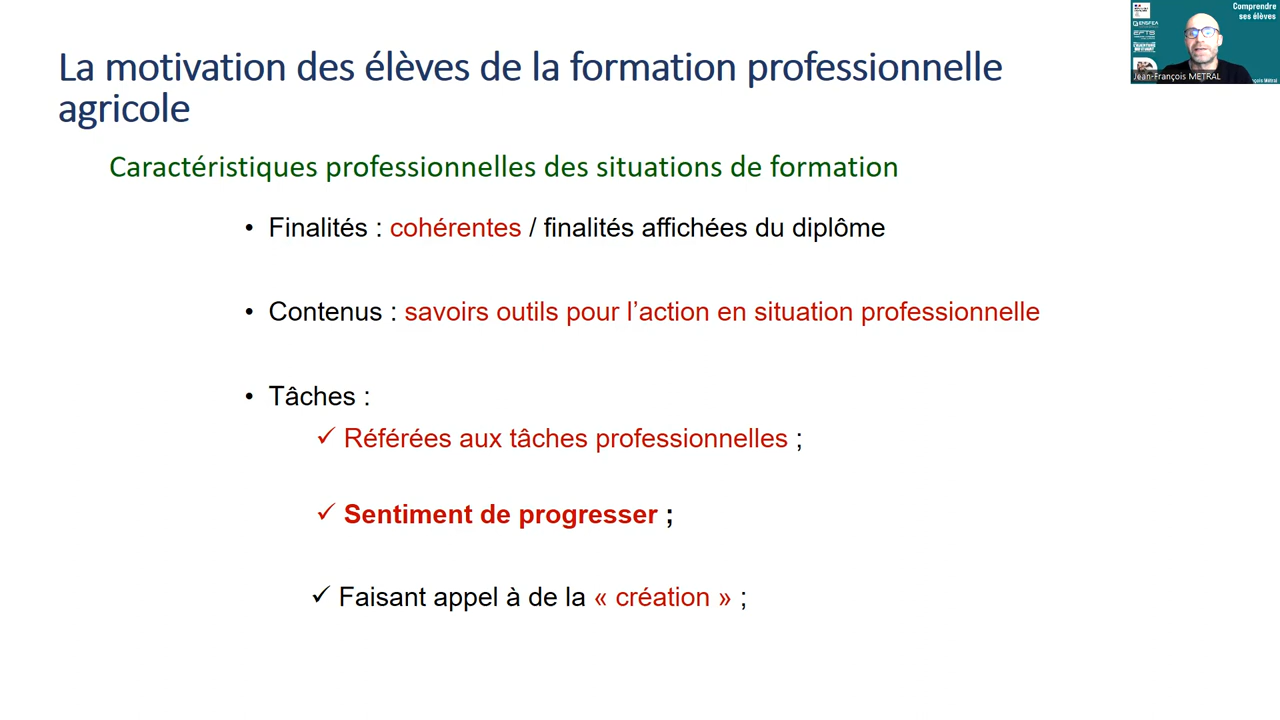 La motivation des élèves de la formation professionnelle
agricole
Caractéristiques professionnelles des situations de formation
• Finalités : cohérentes / finalités affichées du diplôme
• Contenus : savoirs outils pour l’action en situation professionnelle
• Tâches :
✓ Référées aux tâches professionnelles ;
✓ Sentiment de progresser ;
✓ Faisant appel à de la « création » ;
Comprendre
ses élèves
ENSFEA
EFTS
Jean-François METRAL